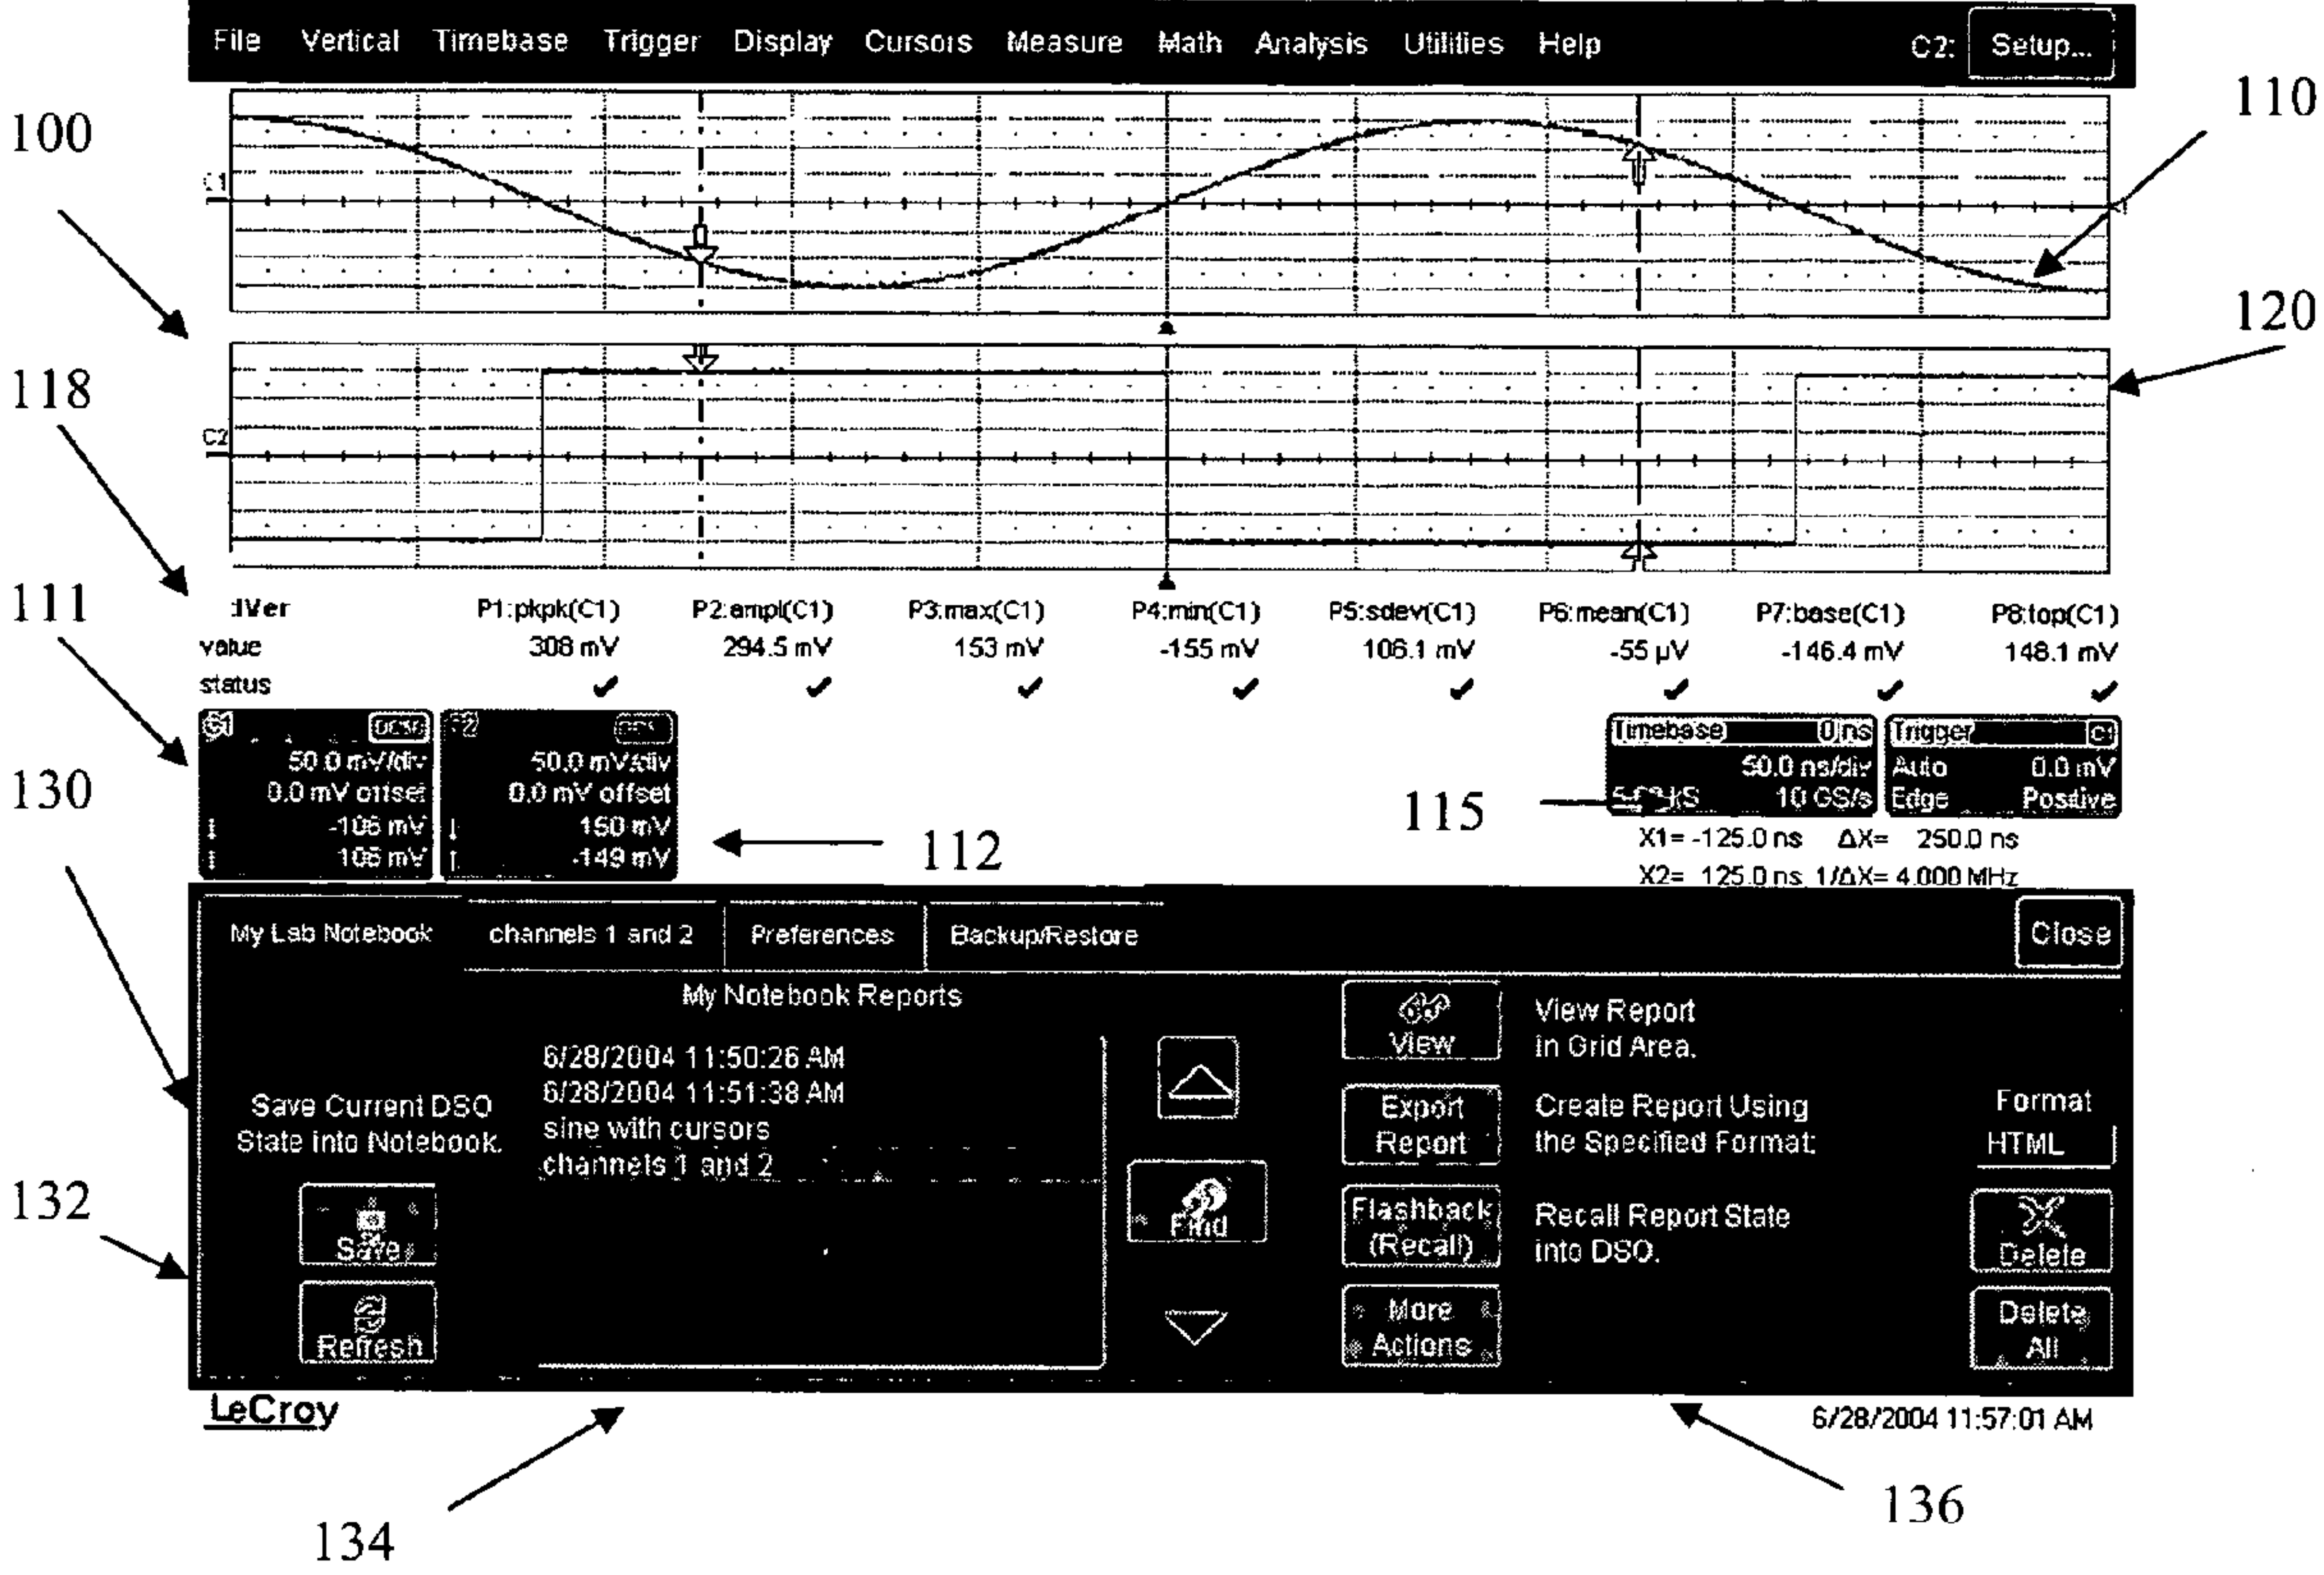 File Vertical Timebase Trigger Display Cursors Measure Math Analysis Utilities Help C2: Setup...
110
100
C1
120
118
C2
111
value
status
P1:pkpk(C1) P2:ampl(C1) P3:max(C1) P4:min(C1) P5:sdev(C1) P6:mean(C1) P7:base(C1) P8:top(C1)
308 mV 294.5 mV 153 mV -155 mV 106.1 mV -55 µV -146.4 mV 148.1 mV
C1
50.0 mV/div
0.0 mV offset
-106 mV
106 mV
50.0 mV/div
0.0 mV offset
150 mV
-149 mV
Timebase 0 ns
50.0 ns/div
10 GS/s
Trigger C1
Auto 0.0 mV
Edge Positive
130
115
112
X1= -125.0 ns ΔX= 250.0 ns
X2= 125.0 ns 1/ΔX= 4.000 MHz
My Lab Notebook channels 1 and 2 Preferences Backup/Restore Close
My Notebook Reports
6/28/2004 11:50:26 AM
6/28/2004 11:51:38 AM
sine with cursors
channels 1 and 2
Save Current DSO
State into Notebook.
Save
Refresh
Find
View
View Report
in Grid Area.
Export
Report
Create Report Using
the Specified Format:
Format
HTML
Flashback
(Recall)
Recall Report State
into DSO.
Delete
More
Actions
Delete
All
132
LeCroy
6/28/2004 11:57:01 AM
134
136